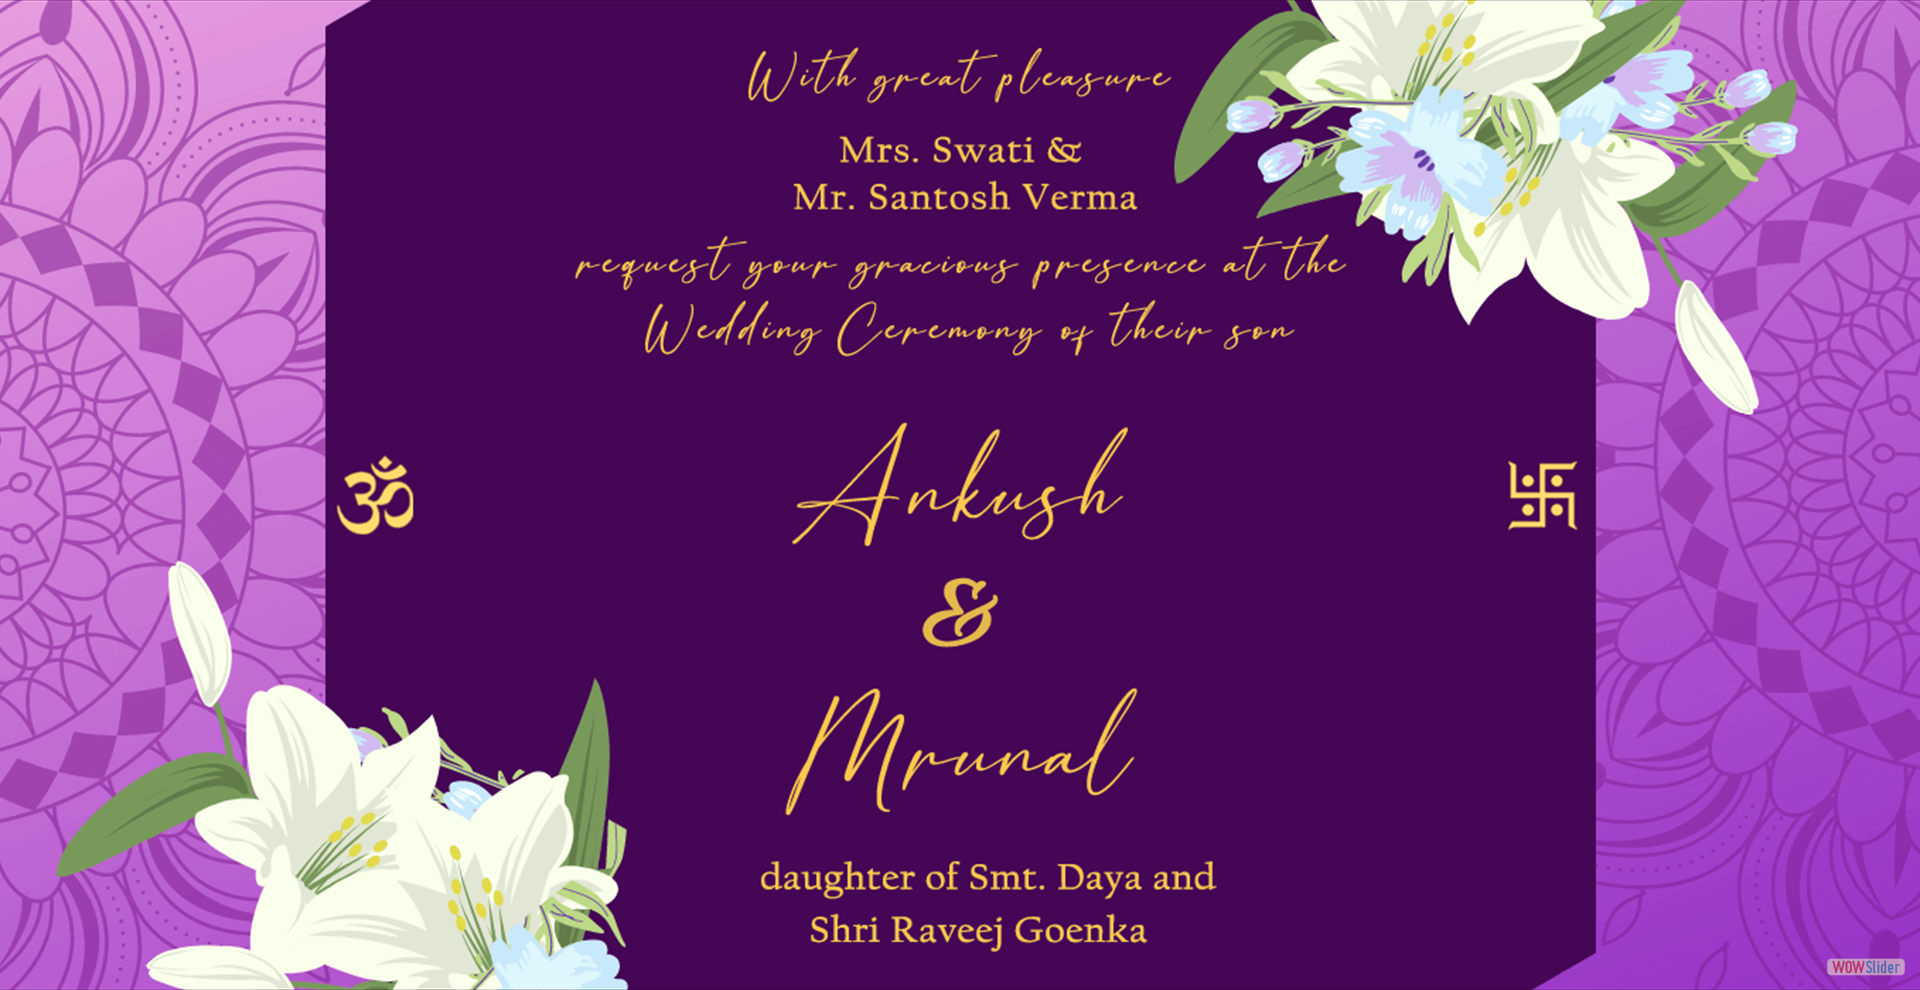 With great pleasure
Mrs. Swati &
Mr. Santosh Verma
request your gracious presence at the
Wedding Ceremony of their son
ॐ
卐
Ankush
&
Mrunal
daughter of Smt. Daya and
Shri Raveej Goenka
WOWSlider